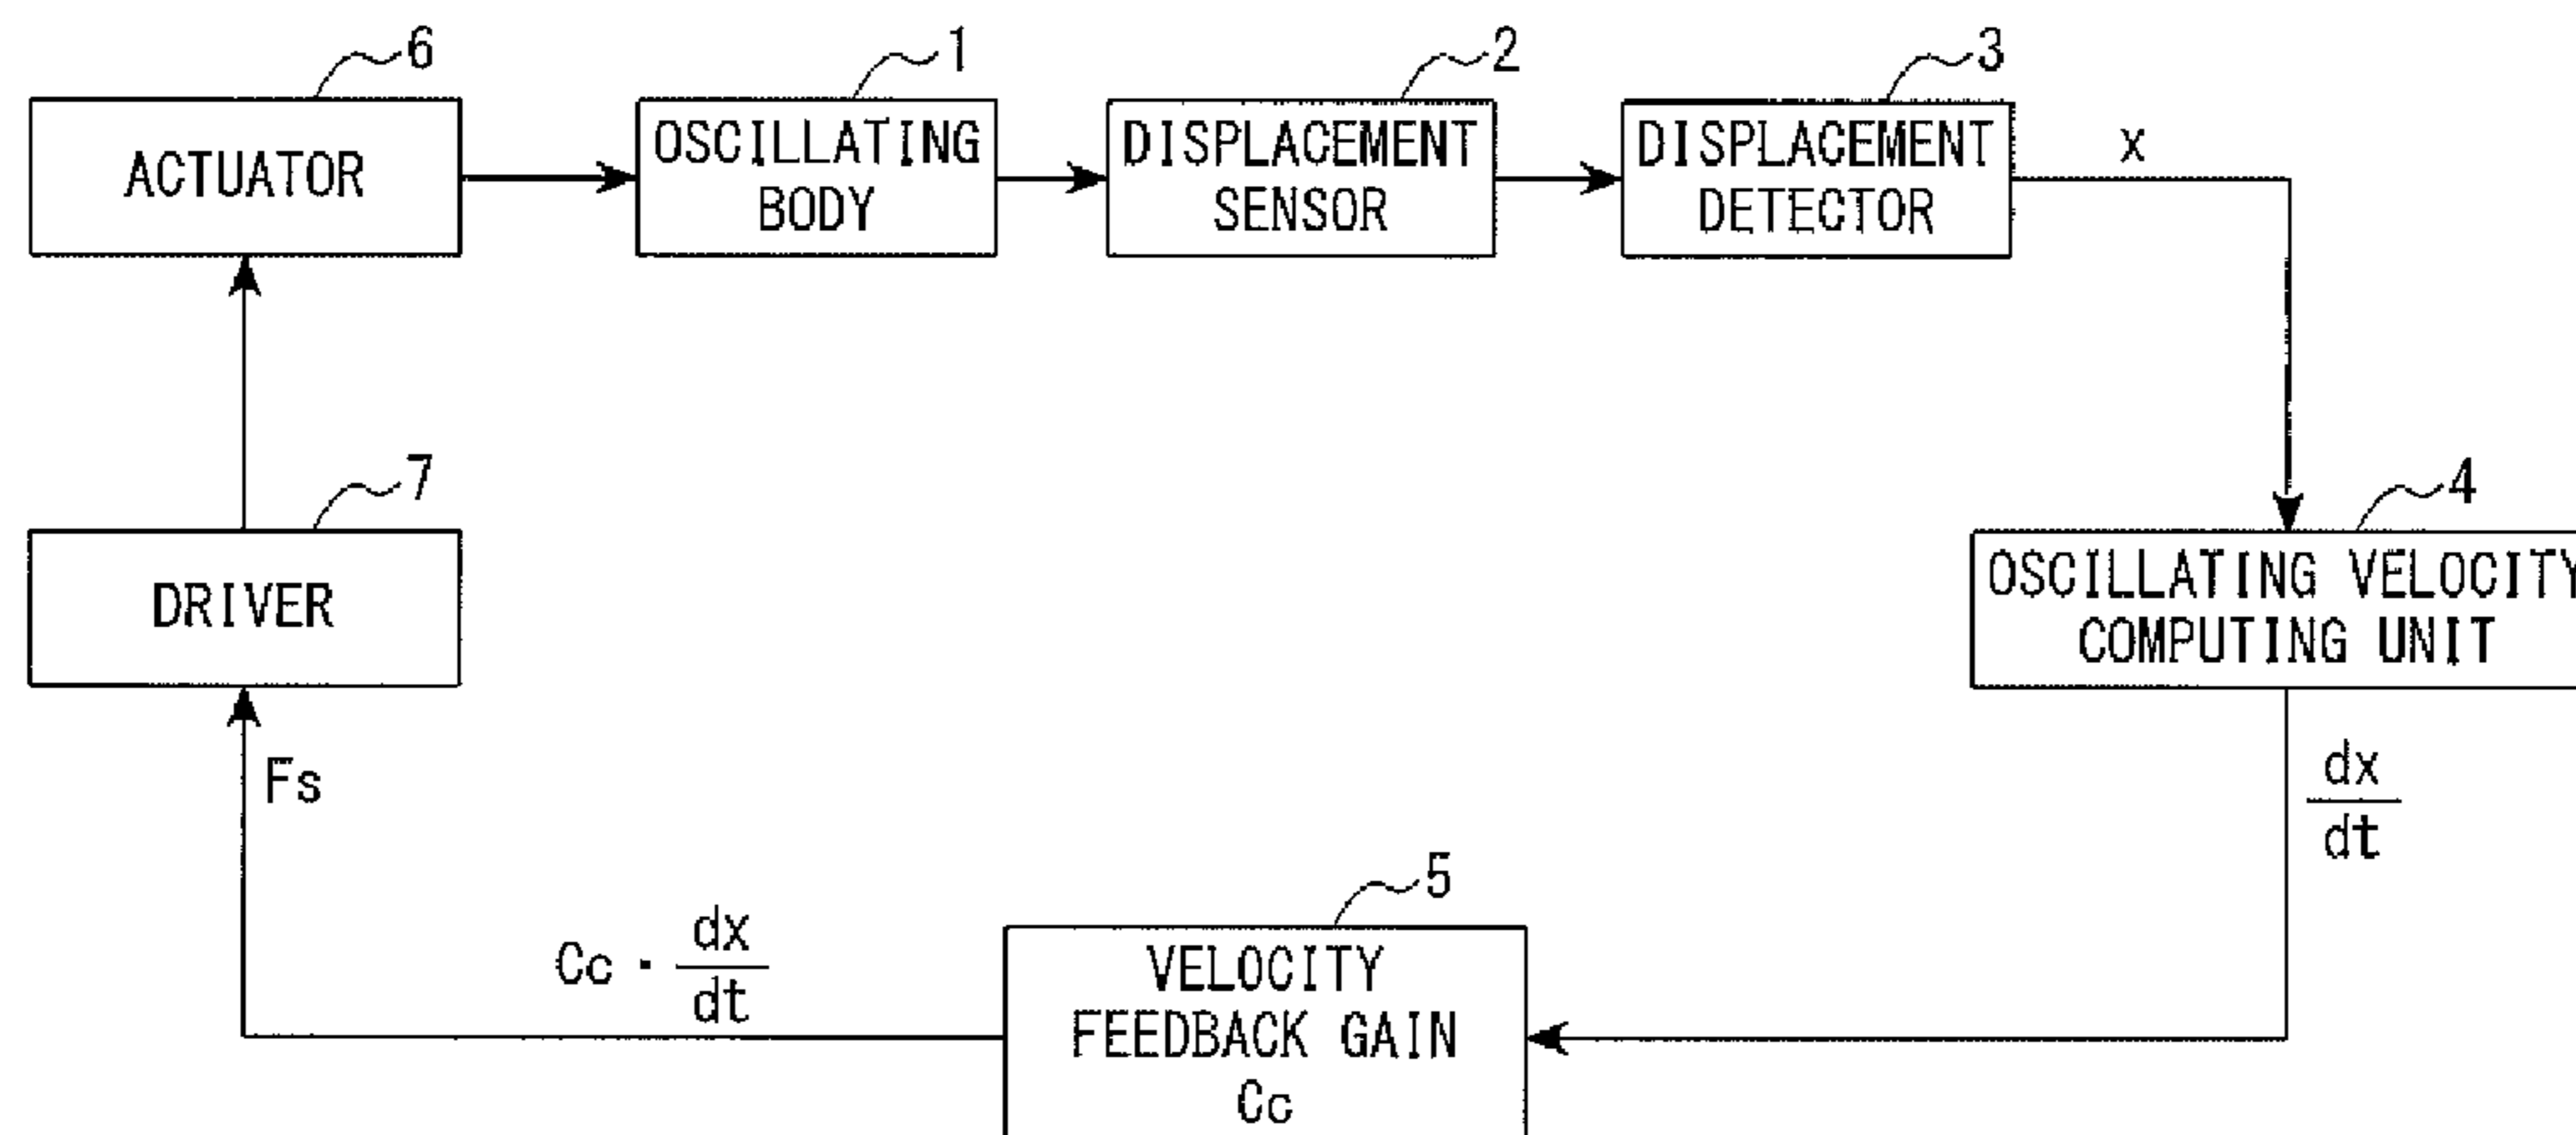 6
1
2
3
ACTUATOR
OSCILLATING
BODY
DISPLACEMENT
SENSOR
DISPLACEMENT
DETECTOR
x
7
4
DRIVER
OSCILLATING VELOCITY
COMPUTING UNIT
Fs
dx
dt
5
Cc · dx
dt
VELOCITY
FEEDBACK GAIN
Cc